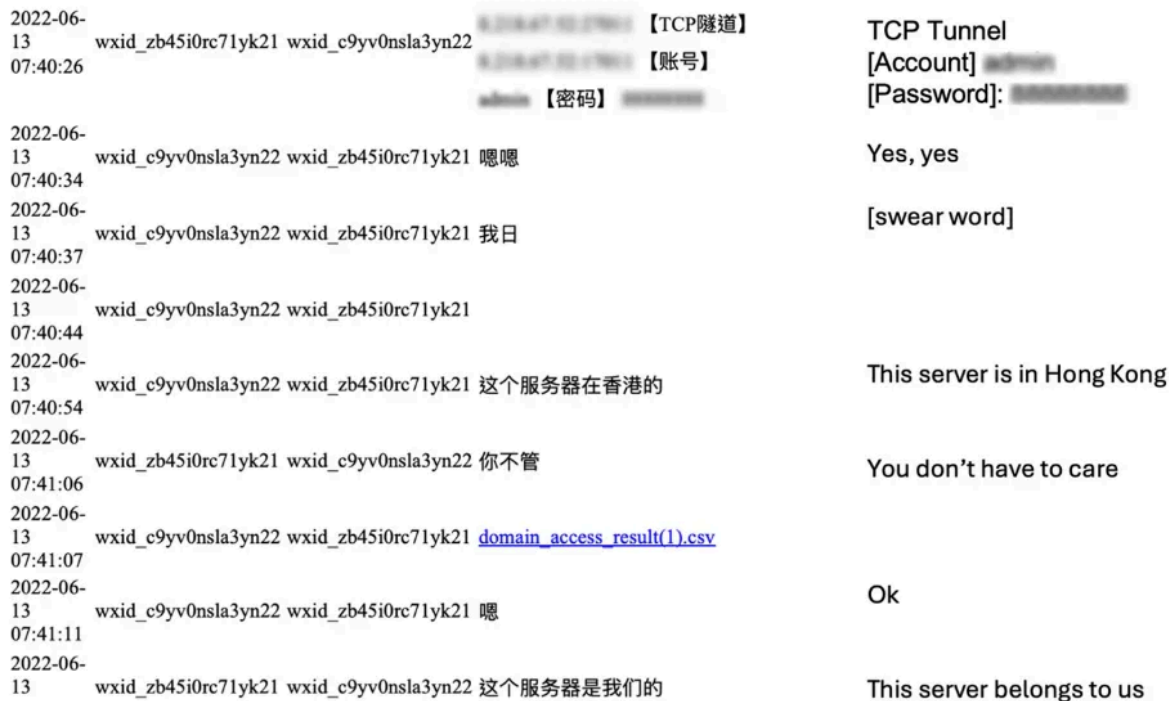 2022-06-
13
07:40:26
wxid_zb45i0rc71yk21 wxid_c9yv0nsla3yn22
【TCP隧道】
【账号】
【密码】
TCP Tunnel
[Account]
[Password]:
2022-06-
13
07:40:34
wxid_c9yv0nsla3yn22 wxid_zb45i0rc71yk21 嗯嗯
Yes, yes
2022-06-
13
07:40:37
wxid_c9yv0nsla3yn22 wxid_zb45i0rc71yk21 我日
[swear word]
2022-06-
13
07:40:44
wxid_c9yv0nsla3yn22 wxid_zb45i0rc71yk21
2022-06-
13
07:40:54
wxid_c9yv0nsla3yn22 wxid_zb45i0rc71yk21 这个服务器在香港的
This server is in Hong Kong
2022-06-
13
07:41:06
wxid_zb45i0rc71yk21 wxid_c9yv0nsla3yn22 你不管
You don’t have to care
2022-06-
13
07:41:07
wxid_c9yv0nsla3yn22 wxid_zb45i0rc71yk21 domain_access_result(1).csv
2022-06-
13
07:41:11
wxid_c9yv0nsla3yn22 wxid_zb45i0rc71yk21 嗯
Ok
2022-06-
13
wxid_zb45i0rc71yk21 wxid_c9yv0nsla3yn22 这个服务器是我们的
This server belongs to us